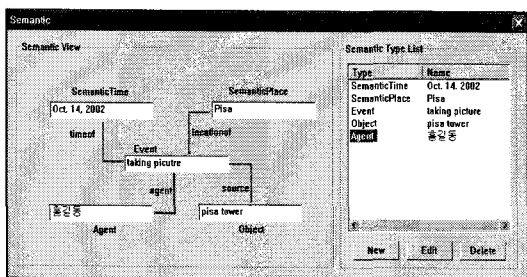 Semantic
Semantic View
SemanticTime
SemanticPlace
Oct. 14, 2002
Pisa
timeof
locationof
Event
taking picutre
agent
source
홍길동
pisa tower
Agent
Object
Semantic Type List
Type Name
SemanticTime Oct. 14. 2002
SemanticPlace Pisa
Event taking picture
Object pisa tower
Agent 홍길동
New Edit Delete